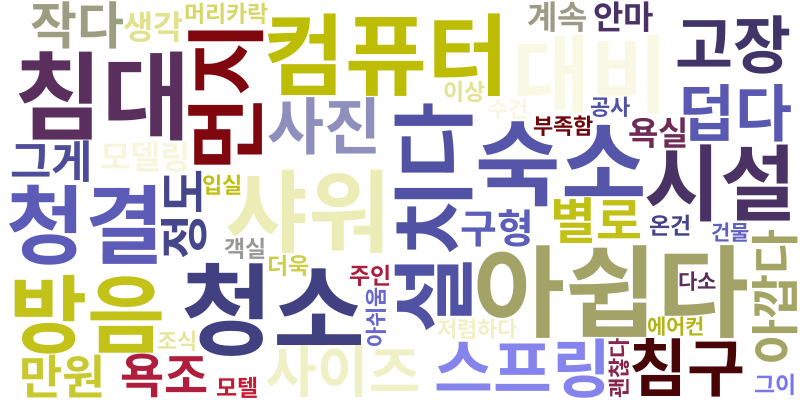 작다
생각
머리카락
계속
안마
침대
먼지
컴퓨터
대비
고장
이상
수건
공사
사진
덥다
부족함
욕실
그게
모델링
설치다
숙소
시설
입실
청결
정도
샤워
구형
별로
온건
건물
객실
더욱
방음
청소
주인
아쉽다
다소
아깝다
아쉬움
저렴하다
에어컨
조식
만원
욕조
모텔
사이즈
스프링
괜찮다
침구
그이